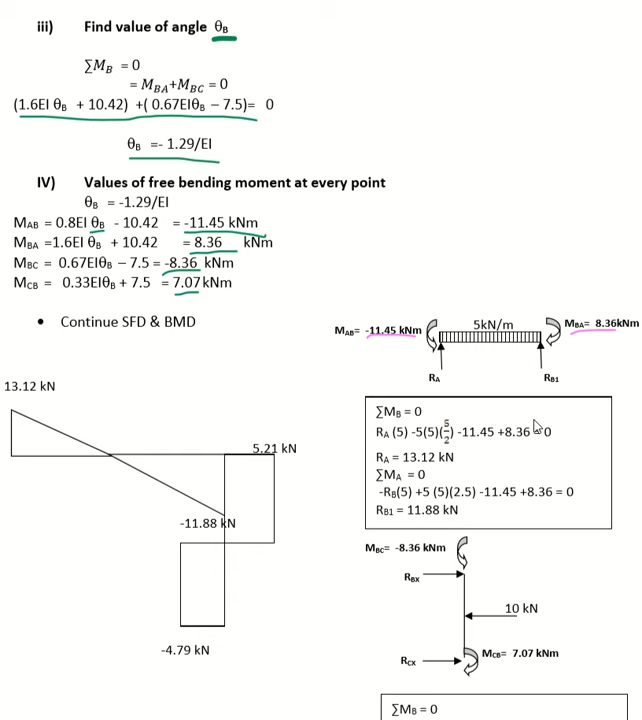 iii) Find value of angle θB
∑MB = 0
= MBA+MBC = 0
(1.6EI θB + 10.42) +( 0.67EIθB – 7.5)= 0
θB =- 1.29/EI
IV) Values of free bending moment at every point
θB = -1.29/EI
MAB = 0.8EI θB - 10.42 = -11.45 kNm
MBA =1.6EI θB + 10.42 = 8.36 kNm
MBC = 0.67EIθB – 7.5 = -8.36 kNm
MCB = 0.33EIθB + 7.5 = 7.07 kNm
• Continue SFD & BMD
MAB= -11.45 kNm
5kN/m
MBA= 8.36kNm
RA
RB1
13.12 kN
5.21 kN
-11.88 kN
-4.79 kN
∑MB = 0
RA (5) -5(5)(5/2) -11.45 +8.36 = 0
RA = 13.12 kN
∑MA = 0
-RB(5) +5 (5)(2.5) -11.45 +8.36 = 0
RB1 = 11.88 kN
MBC= -8.36 kNm
RBX
10 kN
MCB= 7.07 kNm
RCX
∑MB = 0